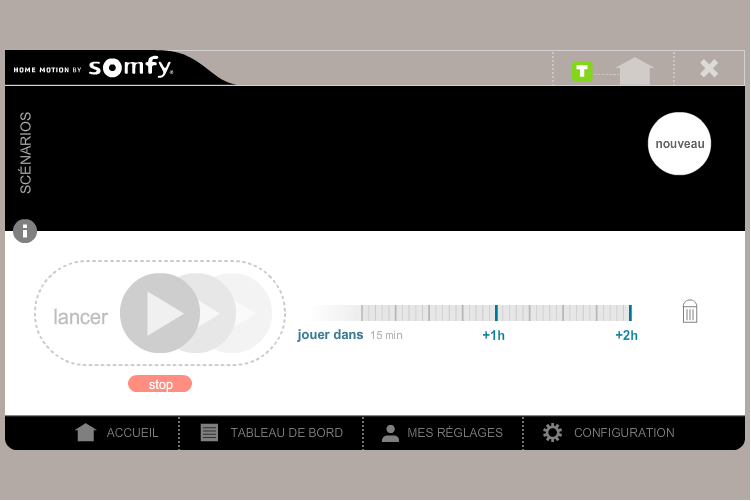 HOME MOTION BY somfy®
T
SCÉNARIOS
nouveau
i
lancer
jouer dans 15 min +1h +2h
stop
ACCUEIL TABLEAU DE BORD MES RÉGLAGES CONFIGURATION